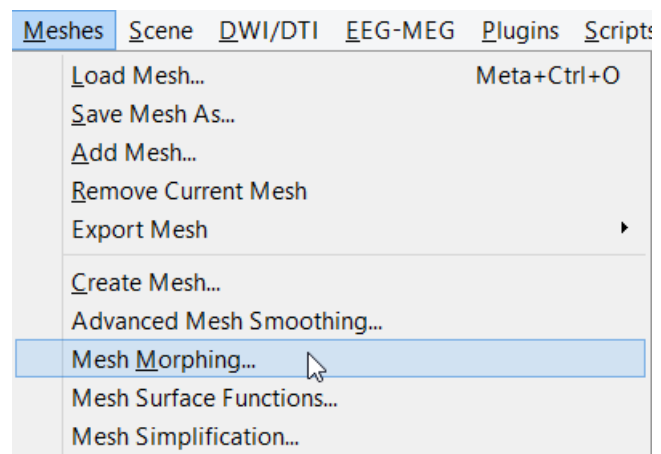 Meshes Scene DWI/DTI EEG-MEG Plugins Scripts
Load Mesh... Meta+Ctrl+O
Save Mesh As...
Add Mesh...
Remove Current Mesh
Export Mesh
Create Mesh...
Advanced Mesh Smoothing...
Mesh Morphing...
Mesh Surface Functions...
Mesh Simplification...